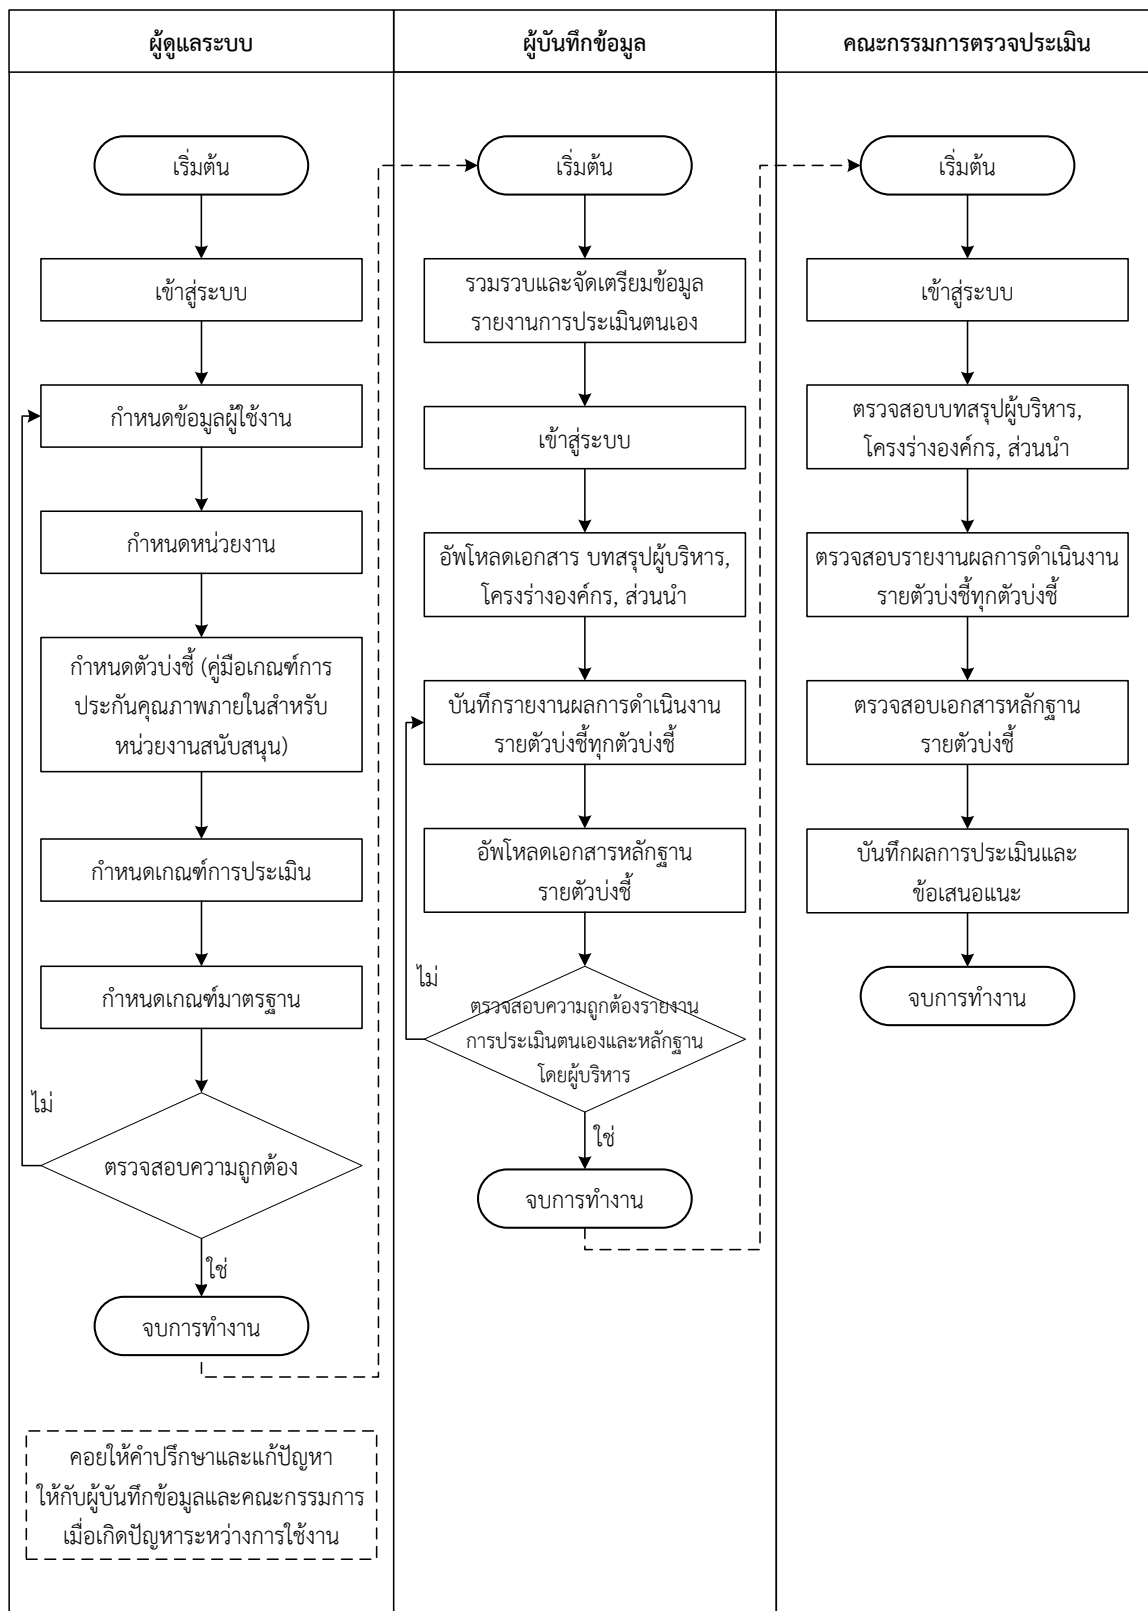 ผู้ดูแลระบบ
ผู้บันทึกข้อมูล
คณะกรรมการตรวจประเมิน
เริ่มต้น
เข้าสู่ระบบ
กำหนดข้อมูลผู้ใช้งาน
กำหนดหน่วยงาน
กำหนดตัวบ่งชี้ (คู่มือเกณฑ์การ
ประกันคุณภาพภายในสำหรับ
หน่วยงานสนับสนุน)
กำหนดเกณฑ์การประเมิน
กำหนดเกณฑ์มาตรฐาน
ไม่
ตรวจสอบความถูกต้อง
ใช่
จบการทำงาน
คอยให้คำปรึกษาและแก้ปัญหา
ให้กับผู้บันทึกข้อมูลและคณะกรรมการ
เมื่อเกิดปัญหาระหว่างการใช้งาน
เริ่มต้น
รวมรวบและจัดเตรียมข้อมูล
รายงานการประเมินตนเอง
เข้าสู่ระบบ
อัพโหลดเอกสาร บทสรุปผู้บริหาร,
โครงร่างองค์กร, ส่วนนำ
บันทึกรายงานผลการดำเนินงาน
รายตัวบ่งชี้ทุกตัวบ่งชี้
อัพโหลดเอกสารหลักฐาน
รายตัวบ่งชี้
ไม่
ตรวจสอบความถูกต้องรายงาน
การประเมินตนเองและหลักฐาน
โดยผู้บริหาร
ใช่
จบการทำงาน
เริ่มต้น
เข้าสู่ระบบ
ตรวจสอบบทสรุปผู้บริหาร,
โครงร่างองค์กร, ส่วนนำ
ตรวจสอบรายงานผลการดำเนินงาน
รายตัวบ่งชี้ทุกตัวบ่งชี้
ตรวจสอบเอกสารหลักฐาน
รายตัวบ่งชี้
บันทึกผลการประเมินและ
ข้อเสนอแนะ
จบการทำงาน